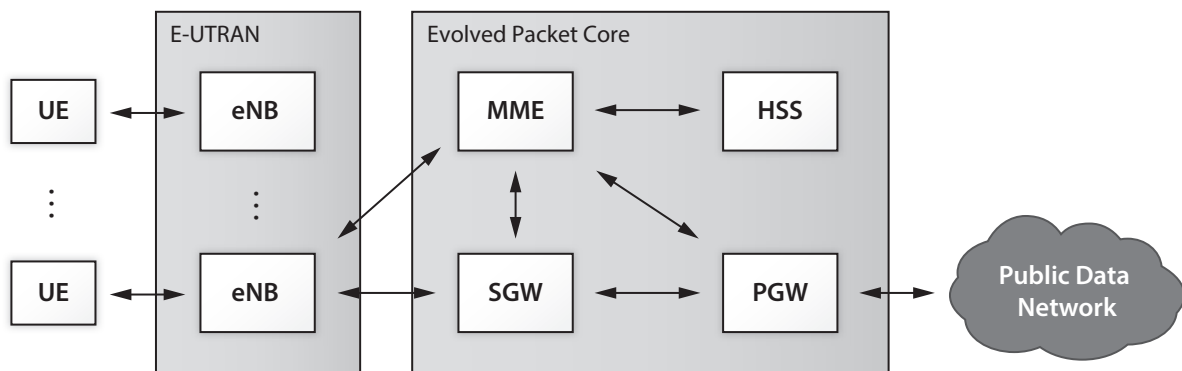 E-UTRAN
Evolved Packet Core
UE
eNB
MME
HSS
UE
eNB
SGW
PGW
Public Data
Network